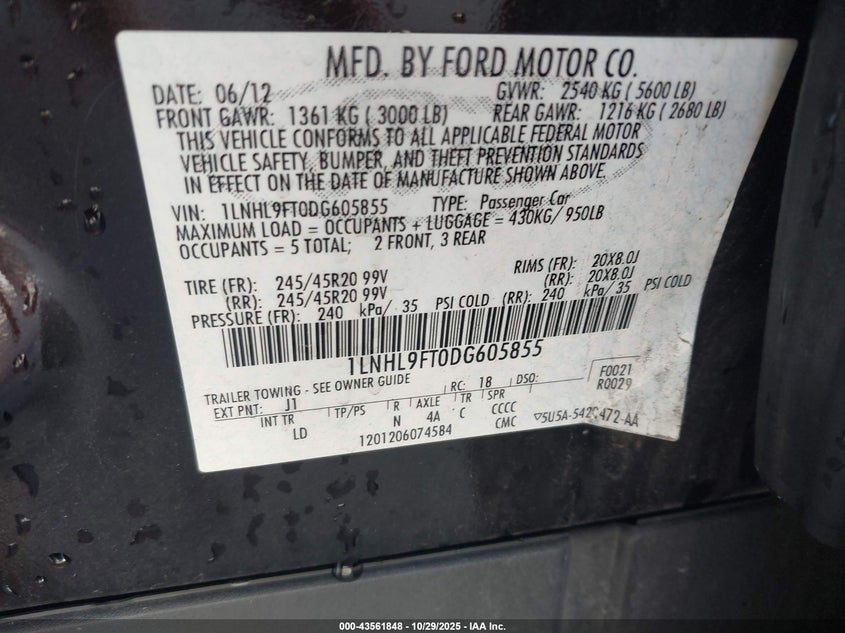 MFD. BY FORD MOTOR CO.
DATE: 06/12 GVWR: 2540 KG ( 5600 LB)
FRONT GAWR: 1361 KG ( 3000 LB) REAR GAWR: 1216 KG ( 2680 LB)
THIS VEHICLE CONFORMS TO ALL APPLICABLE FEDERAL MOTOR
VEHICLE SAFETY, BUMPER, AND THEFT PREVENTION STANDARDS
IN EFFECT ON THE DATE OF MANUFACTURE SHOWN ABOVE.
VIN: 1LNHL9FT0DG605855 TYPE: Passenger Car
MAXIMUM LOAD = OCCUPANTS + LUGGAGE = 430KG/ 950LB
OCCUPANTS = 5 TOTAL; 2 FRONT, 3 REAR
TIRE (FR): 245/45R20 99V RIMS (FR): 20X8.0J
(RR): 245/45R20 99V (RR): 20X8.0J
PRESSURE (FR): 240 kPa/ 35 PSI COLD (RR): 240 kPa/ 35 PSI COLD
1LNHL9FT0DG605855
TRAILER TOWING - SEE OWNER GUIDE RC: 18 DSO: F0021
EXT PNT: J1 R0029
INT TR TP/PS R AXLE TR SPR
LD N 4A C CCCC ▽5U5A-542 472-AA
1201206074584 CMC
000-43561848 | 10/29/2025 - IAA Inc.